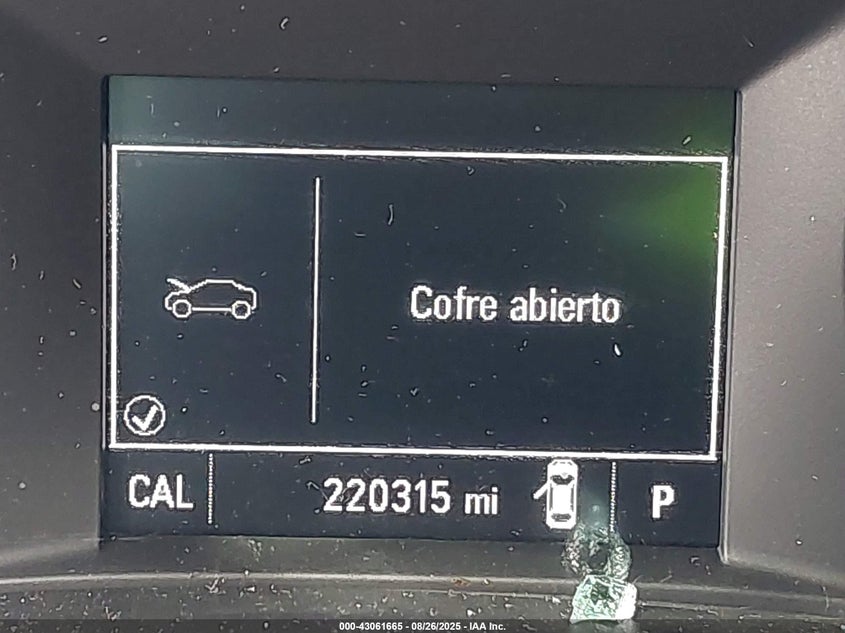 Cofre abierto
CAL 220315 mi P
000-43061665 - 08/26/2025 - IAA Inc.